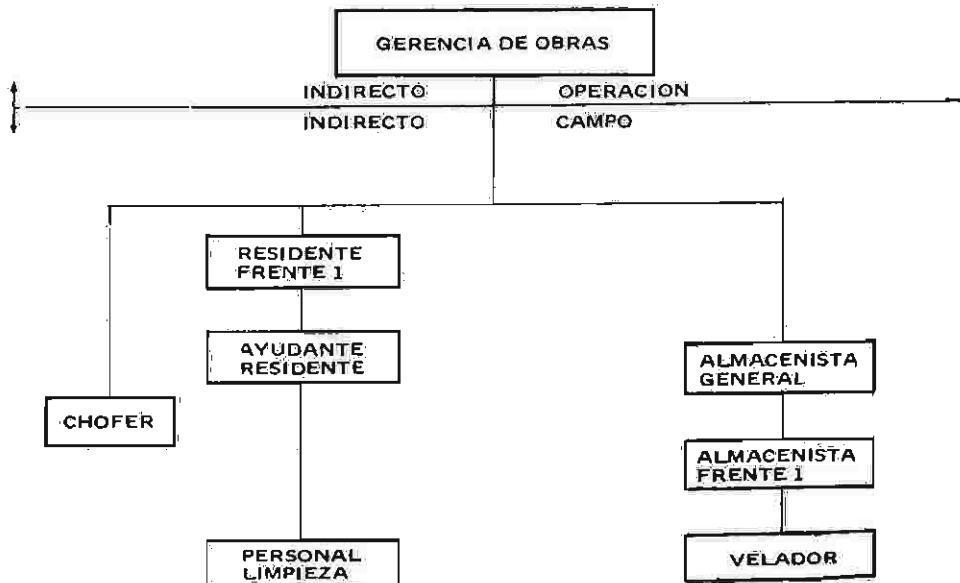 GERENCIA DE OBRAS
INDIRECTO OPERACION
INDIRECTO CAMPO
RESIDENTE
FRENTE 1
AYUDANTE
RESIDENTE
ALMACENISTA
GENERAL
CHOFER
ALMACENISTA
FRENTE 1
PERSONAL
LIMPIEZA
VELADOR